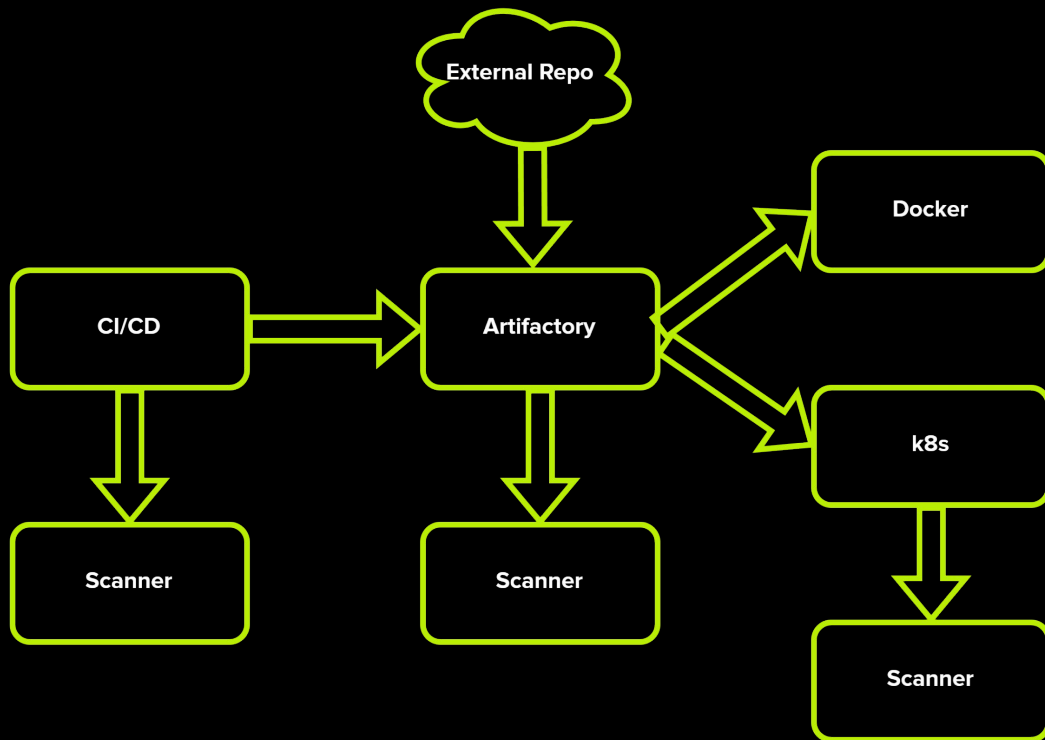 External Repo
Docker
CI/CD
Artifactory
k8s
Scanner
Scanner
Scanner